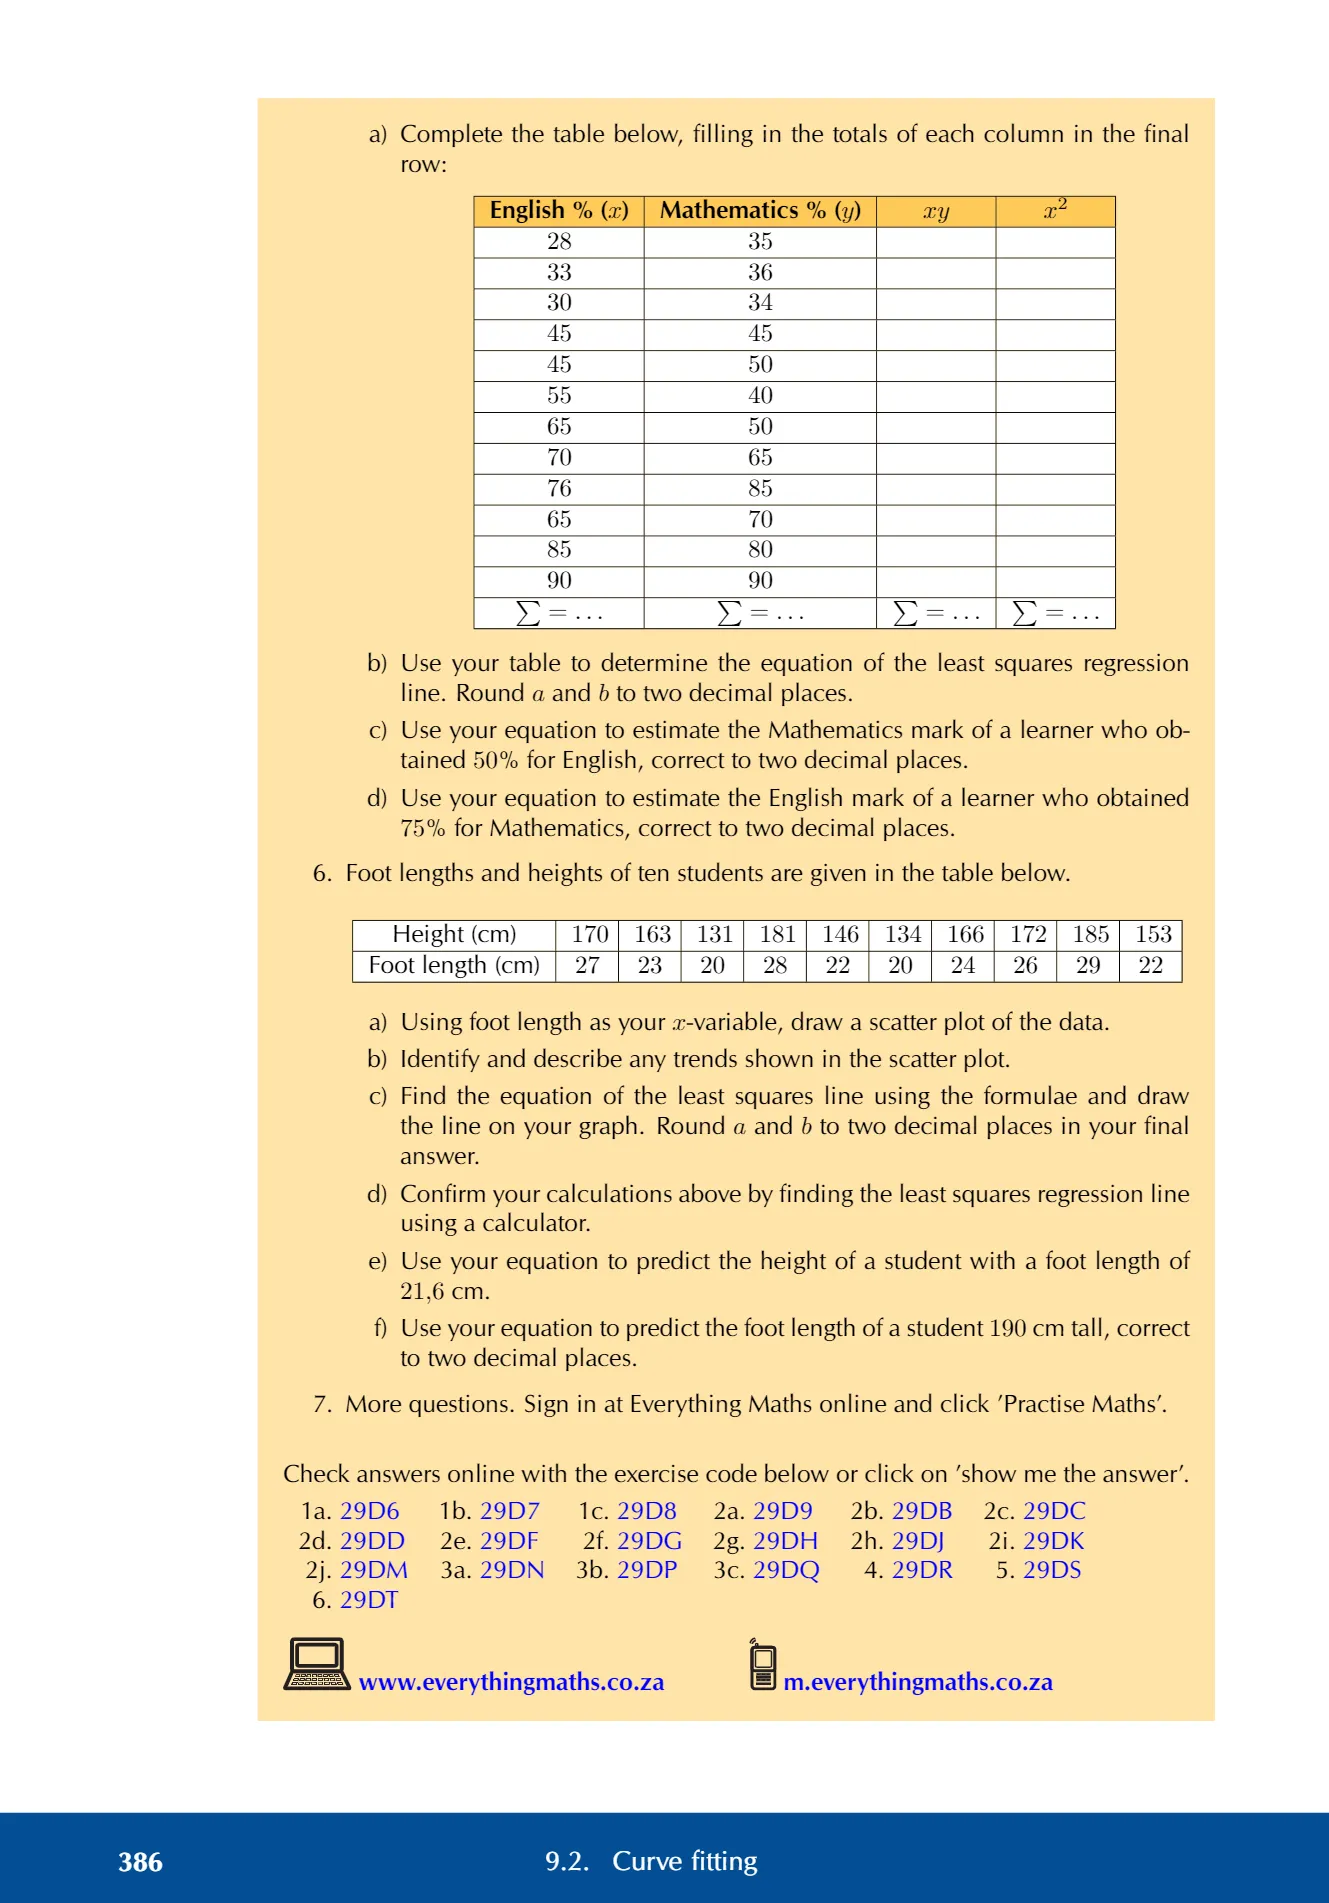 a) Complete the table below, filling in the totals of each column in the final
row:
English % (x) Mathematics % (y) xy x²
28 35
33 36
30 34
45 45
45 50
55 40
65 50
70 65
76 85
65 70
85 80
90 90
∑ = . . . ∑ = . . . ∑ = . . . ∑ = . . .
b) Use your table to determine the equation of the least squares regression
line. Round a and b to two decimal places.
c) Use your equation to estimate the Mathematics mark of a learner who ob-
tained 50% for English, correct to two decimal places.
d) Use your equation to estimate the English mark of a learner who obtained
75% for Mathematics, correct to two decimal places.
6. Foot lengths and heights of ten students are given in the table below.
Height (cm) 170 163 131 181 146 134 166 172 185 153
Foot length (cm) 27 23 20 28 22 20 24 26 29 22
a) Using foot length as your x-variable, draw a scatter plot of the data.
b) Identify and describe any trends shown in the scatter plot.
c) Find the equation of the least squares line using the formulae and draw
the line on your graph. Round a and b to two decimal places in your final
answer.
d) Confirm your calculations above by finding the least squares regression line
using a calculator.
e) Use your equation to predict the height of a student with a foot length of
21,6 cm.
f) Use your equation to predict the foot length of a student 190 cm tall, correct
to two decimal places.
7. More questions. Sign in at Everything Maths online and click ’Practise Maths’.
Check answers online with the exercise code below or click on ’show me the answer’.
1a. 29D6 1b. 29D7 1c. 29D8 2a. 29D9 2b. 29DB 2c. 29DC
2d. 29DD 2e. 29DF 2f. 29DG 2g. 29DH 2h. 29DJ 2i. 29DK
2j. 29DM 3a. 29DN 3b. 29DP 3c. 29DQ 4. 29DR 5. 29DS
6. 29DT
www.everythingmaths.co.za m.everythingmaths.co.za
386 9.2. Curve fitting